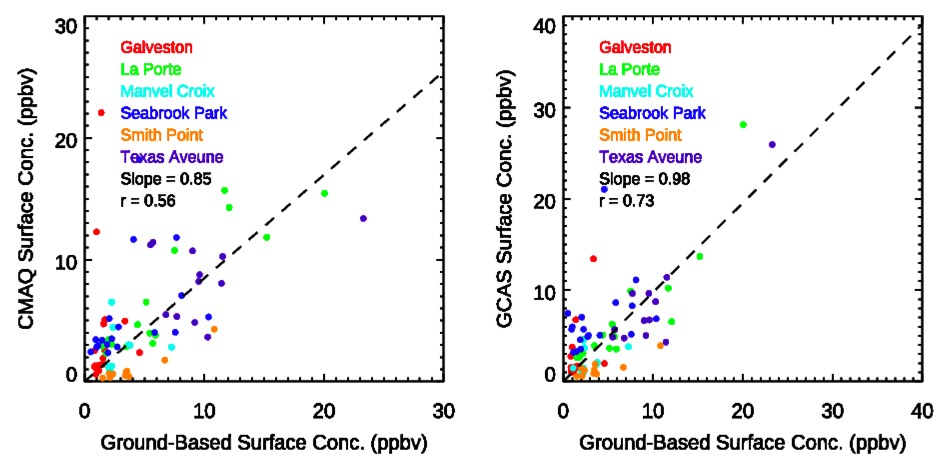 30
20
10
0
CMAQ Surface Conc. (ppbv)
Galveston
La Porte
Manvel Croix
Seabrook Park
Smith Point
Texas Aveune
Slope = 0.85
r = 0.56
0 10 20 30
Ground-Based Surface Conc. (ppbv)
40
30
20
10
0
GCAS Surface Conc. (ppbv)
Galveston
La Porte
Manvel Croix
Seabrook Park
Smith Point
Texas Aveune
Slope = 0.98
r = 0.73
0 10 20 30 40
Ground-Based Surface Conc. (ppbv)